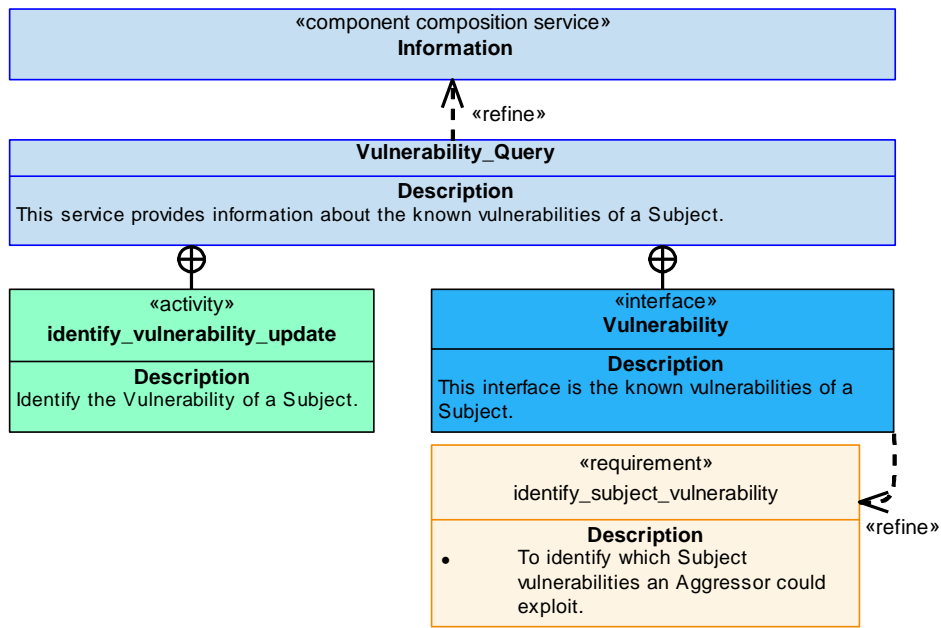 «component composition service»
Information
«refine»
Vulnerability_Query
Description
This service provides information about the known vulnerabilities of a Subject.
«activity»
identify_vulnerability_update
Description
Identify the Vulnerability of a Subject.
«interface»
Vulnerability
Description
This interface is the known vulnerabilities of a
Subject.
«requirement»
identify_subject_vulnerability
«refine»
Description
• To identify which Subject
vulnerabilities an Aggressor could
exploit.